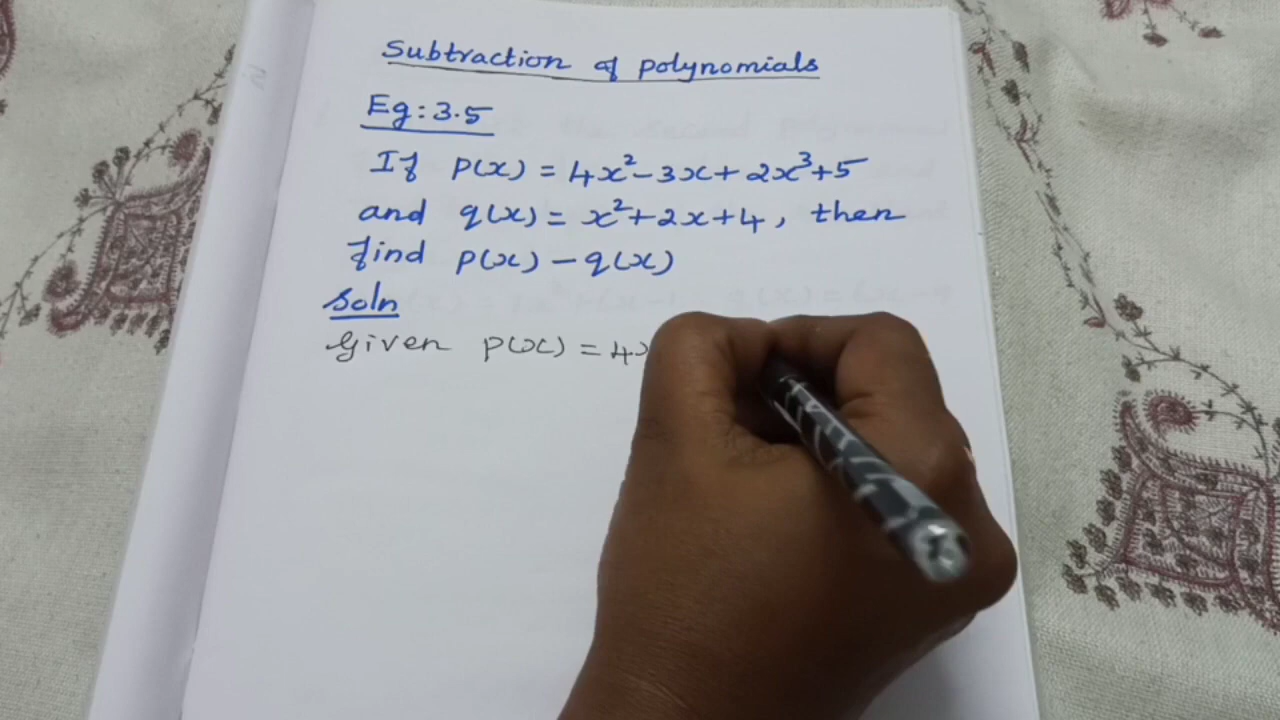 Subtraction of polynomials
Eg: 3.5
If p(x) = 4x² - 3x + 2x³ + 5
and q(x) = x² + 2x + 4, then
find p(x) - q(x)
Soln
Given p(x) = 4x